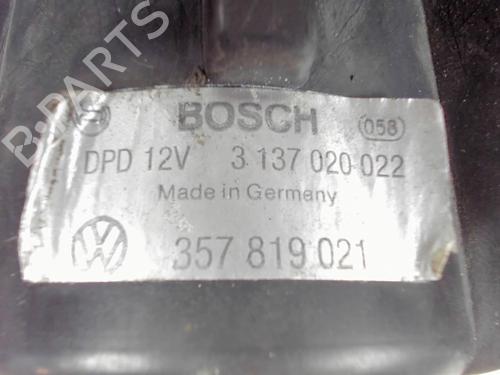 BOSCH 058
DPD 12V 3 137 020 022
Made in Germany
357 819 021
B-PARTS